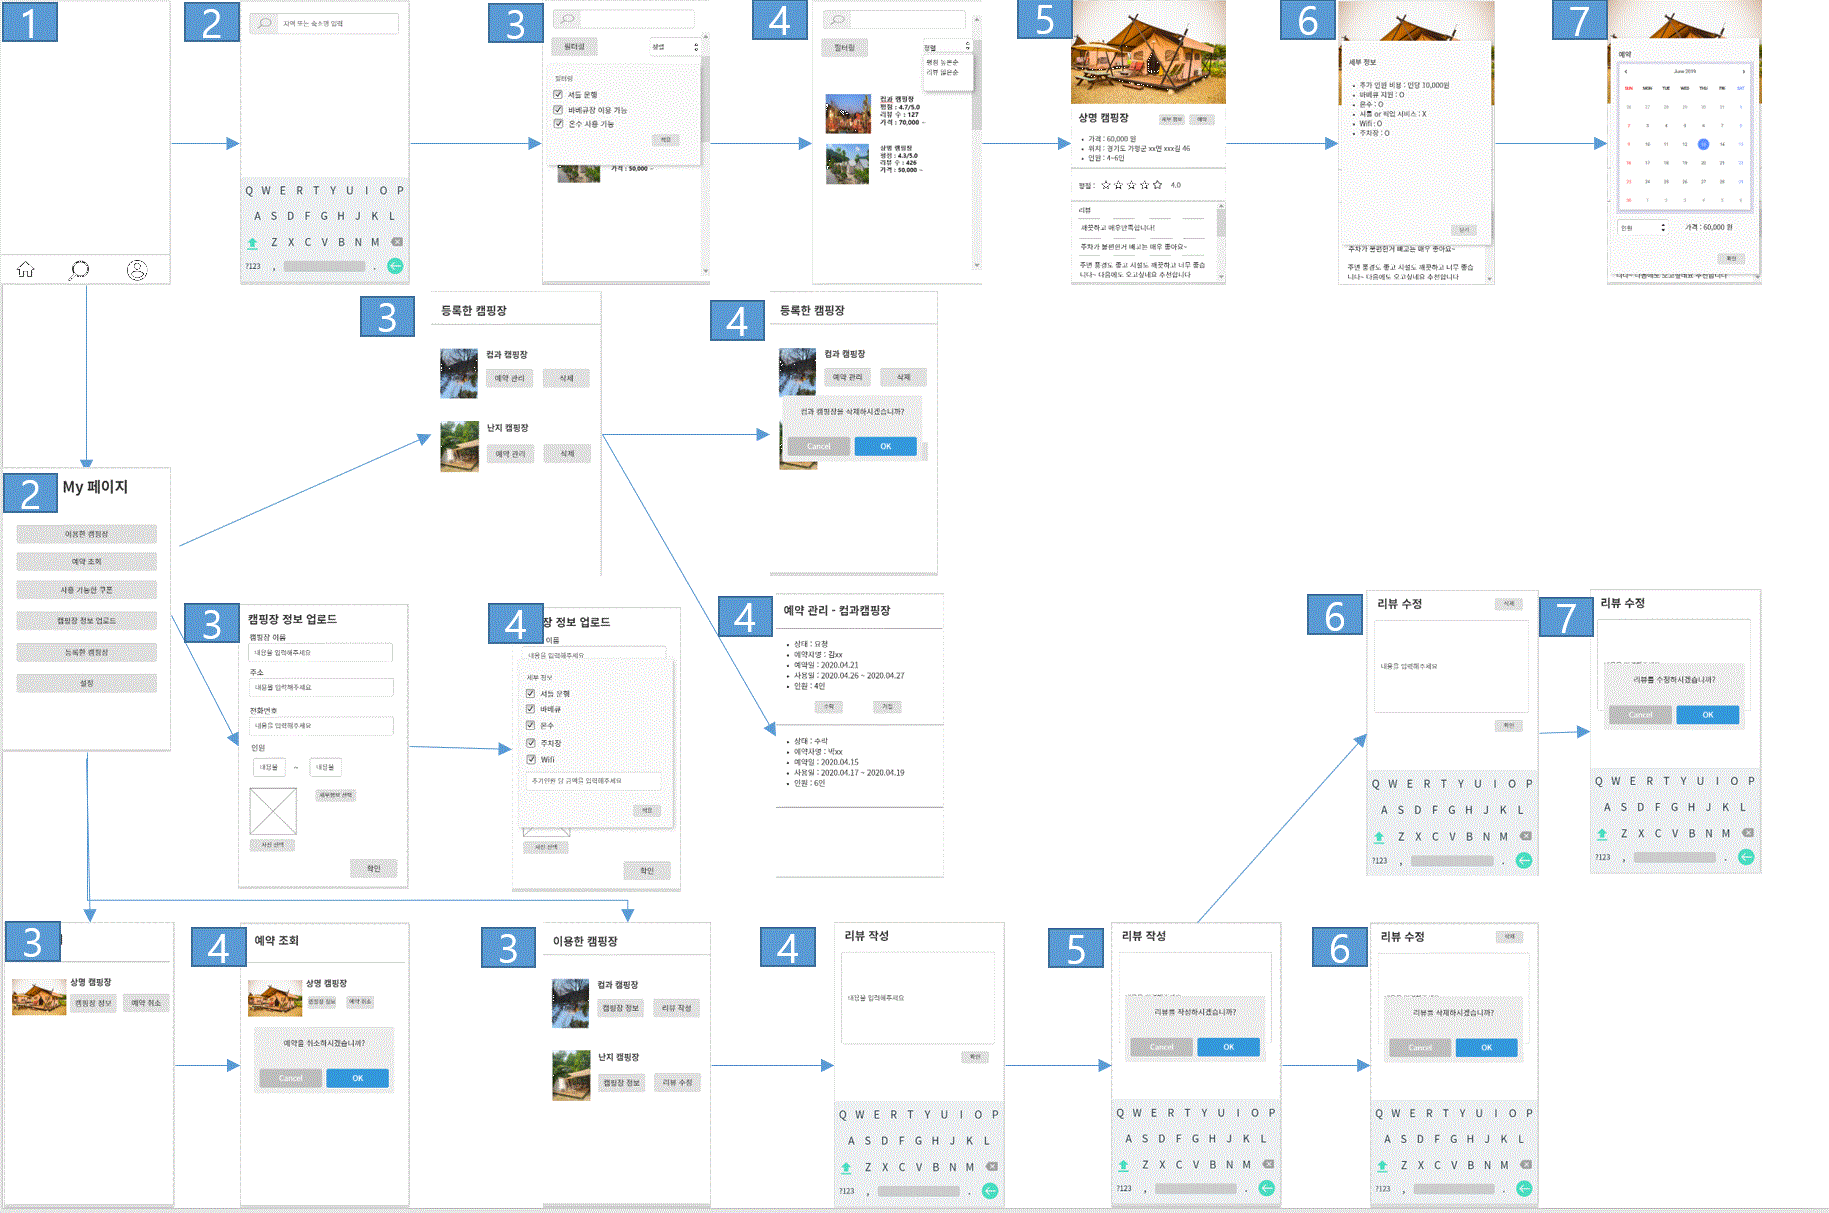 1
2
지역 또는 숙소명 입력
Q W E R T Y U I O P
A S D F G H J K L
Z X C V B N M
?123 , .
3
필터링
정렬
필터링
셔틀 운행
바베큐장 이용 가능
온수 사용 가능
가격 : 50,000 ~
4
필터링
정렬
평점 높은순
리뷰 많은순
컴과 캠핑장
평점 : 4.7/5.0
리뷰 수 : 127
가격 : 70,000 ~
상명 캠핑장
평점 : 4.3/5.0
리뷰 수 : 426
가격 : 50,000 ~
5
상명 캠핑장
세부 정보
예약
가격 : 60,000 원
위치 : 경기도 가평군 xx면 xxx길 46
인원 : 4~6인
평점 : 4.0
리뷰
깨끗하고 매우만족합니다!
주차가 불편한거 빼고는 매우 좋아요~
주변 풍경도 좋고 시설도 깨끗하고 너무 좋습
니다~ 다음에도 오고싶네요 추천합니다
6
세부 정보
추가 인원 비용 : 인당 10,000원
바베큐 지원 : O
온수 : O
셔틀 or 픽업 서비스 : X
Wifi : O
주차장 : O
닫기
주차가 불편한거 빼고는 매우 좋아요~
주변 풍경도 좋고 시설도 깨끗하고 너무 좋습
니다~ 다음에도 오고싶네요 추천합니다
7
예약
June 2019
SUN MON TUE WED THU FRI SAT
인원
가격 : 60,000 원
확인
3
등록한 캠핑장
컴과 캠핑장
예약 관리 삭제
난지 캠핑장
예약 관리 삭제
4
등록한 캠핑장
컴과 캠핑장
예약 관리 삭제
컴과 캠핑장을 삭제하시겠습니까?
Cancel OK
2
My 페이지
이용한 캠핑장
예약 조회
사용 가능한 쿠폰
캠핑장 정보 업로드
등록한 캠핑장
설정
3
캠핑장 정보 업로드
캠핑장 이름
내용을 입력해주세요
주소
내용을 입력해주세요
전화번호
내용을 입력해주세요
인원
내용을 ~ 내용을
세부정보 선택
사진 선택
확인
4
장 정보 업로드
이름
내용을 입력해주세요
세부 정보
셔틀 운행
바베큐
온수
주차장
Wifi
추가인원 당 금액을 입력해주세요
사진 선택
확인
4
예약 관리 - 컴과캠핑장
상태 : 요청
예약자명 : 김xx
예약일 : 2020.04.21
사용일 : 2020.04.26 ~ 2020.04.27
인원 : 4인
수락 거절
상태 : 수락
예약자명 : 박xx
예약일 : 2020.04.15
사용일 : 2020.04.17 ~ 2020.04.19
인원 : 6인
6
리뷰 수정
삭제
내용을 입력해주세요
확인
Q W E R T Y U I O P
A S D F G H J K L
Z X C V B N M
?123 , .
7
리뷰 수정
리뷰를 수정하시겠습니까?
Cancel OK
Q W E R T Y U I O P
A S D F G H J K L
Z X C V B N M
?123 , .
3
상명 캠핑장
캠핑장 정보 예약 취소
4
예약 조회
상명 캠핑장
캠핑장 정보 예약 취소
예약을 취소하시겠습니까?
Cancel OK
3
이용한 캠핑장
컴과 캠핑장
캠핑장 정보 리뷰 작성
난지 캠핑장
캠핑장 정보 리뷰 수정
4
리뷰 작성
내용을 입력해주세요
확인
Q W E R T Y U I O P
A S D F G H J K L
Z X C V B N M
?123 , .
5
리뷰 작성
리뷰를 작성하시겠습니까?
Cancel OK
Q W E R T Y U I O P
A S D F G H J K L
Z X C V B N M
?123 , .
6
리뷰 수정
삭제
리뷰를 삭제하시겠습니까?
Cancel OK
Q W E R T Y U I O P
A S D F G H J K L
Z X C V B N M
?123 , .